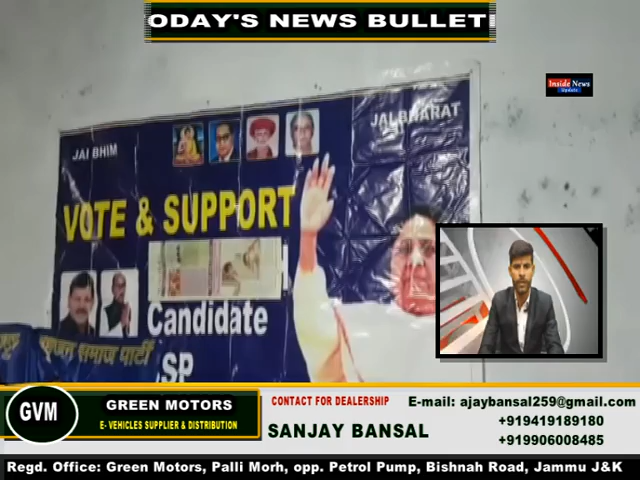 ODAY'S NEWS BULLETI
Inside News
Update
JAI BHIM
JAI BHARAT
VOTE & SUPPORT
Candidate
SP
समाज पार्टी
GVM
GREEN MOTORS
E- VEHICLES SUPPLIER & DISTRIBUTION
CONTACT FOR DEALERSHIP
SANJAY BANSAL
E-mail: ajaybansal259@gmail.com
+919419189180
+919906008485
Regd. Office: Green Motors, Palli Morh, opp. Petrol Pump, Bishnah Road, Jammu J&K